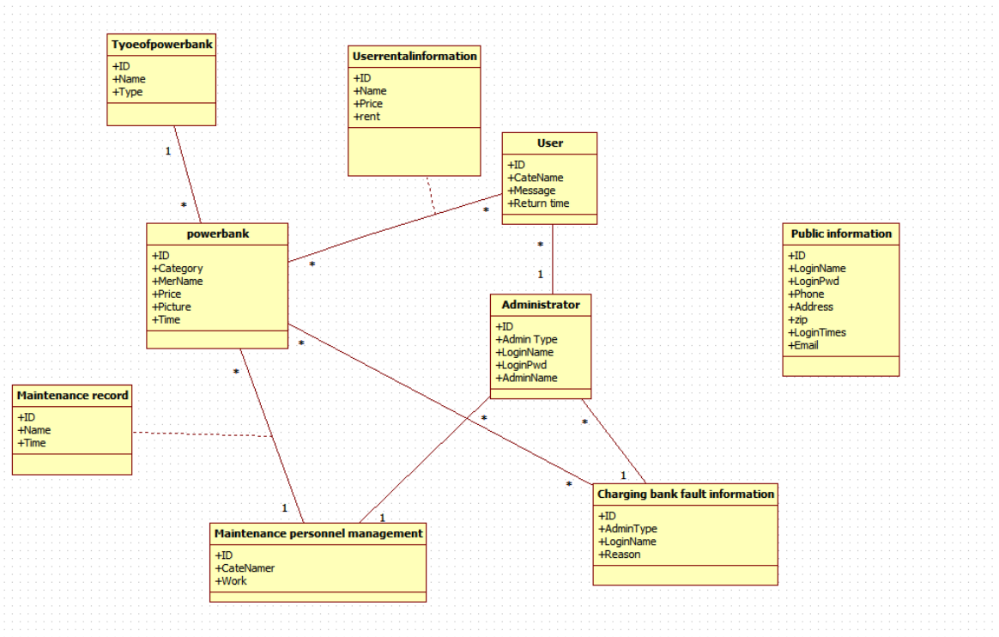 Tyoeofpowerbank
+ID
+Name
+Type
Userrentalinformation
+ID
+Name
+Price
+rent
User
+ID
+CateName
+Message
+Return time
1
*
*
*
powerbank
+ID
+Category
+MerName
+Price
+Picture
+Time
*
1
Public information
+ID
+LoginName
+LoginPwd
+Phone
+Address
+zip
+LoginTimes
+Email
Administrator
+ID
+Admin Type
+LoginName
+LoginPwd
+AdminName
*
*
Maintenance record
+ID
+Name
+Time
*
*
1
*
1
1
Charging bank fault information
+ID
+AdminType
+LoginName
+Reason
Maintenance personnel management
+ID
+CateNamer
+Work